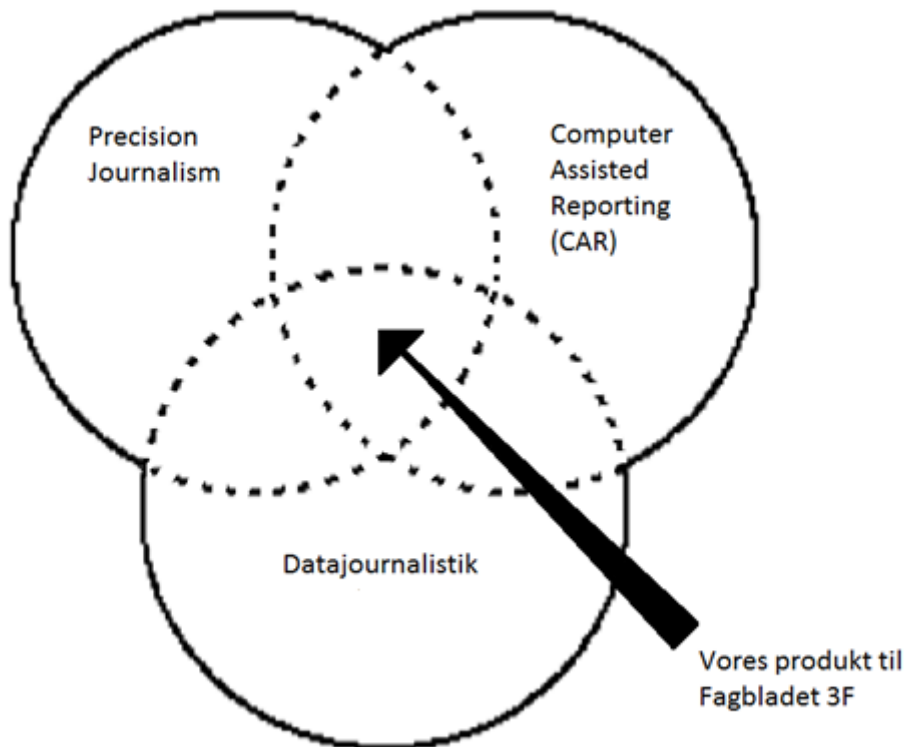 Precision
Journalism
Computer
Assisted
Reporting
(CAR)
Datajournalistik
Vores produkt til
Fagbladet 3F